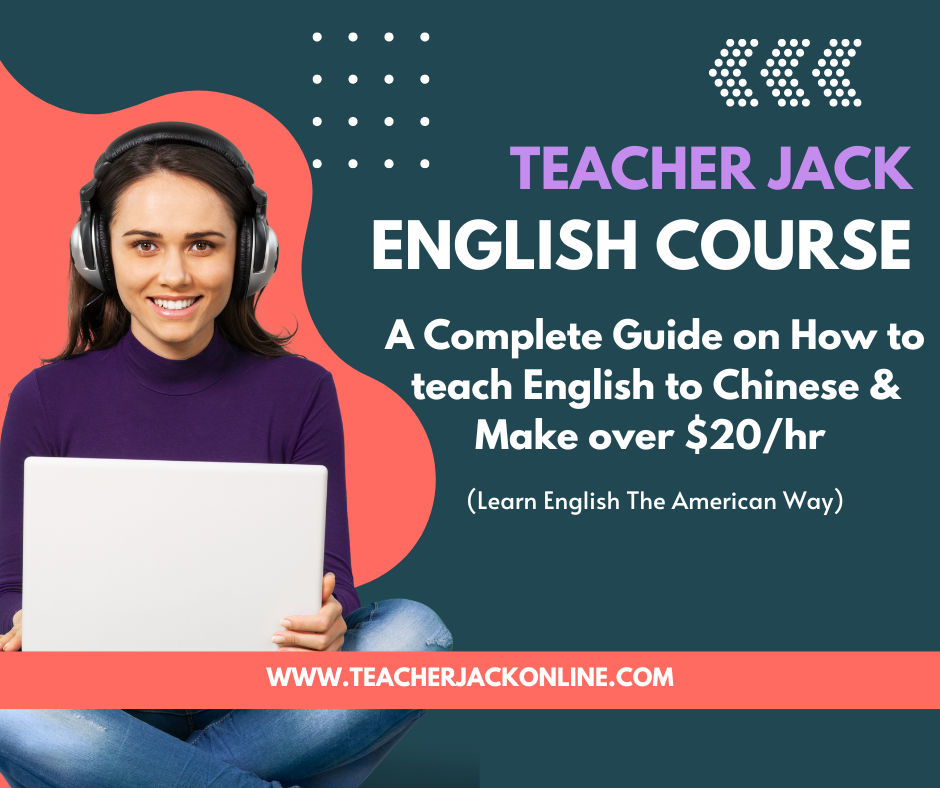 TEACHER JACK
ENGLISH COURSE
A Complete Guide on How to
teach English to Chinese &
Make over $20/hr
(Learn English The American Way)
WWW.TEACHERJACKONLINE.COM